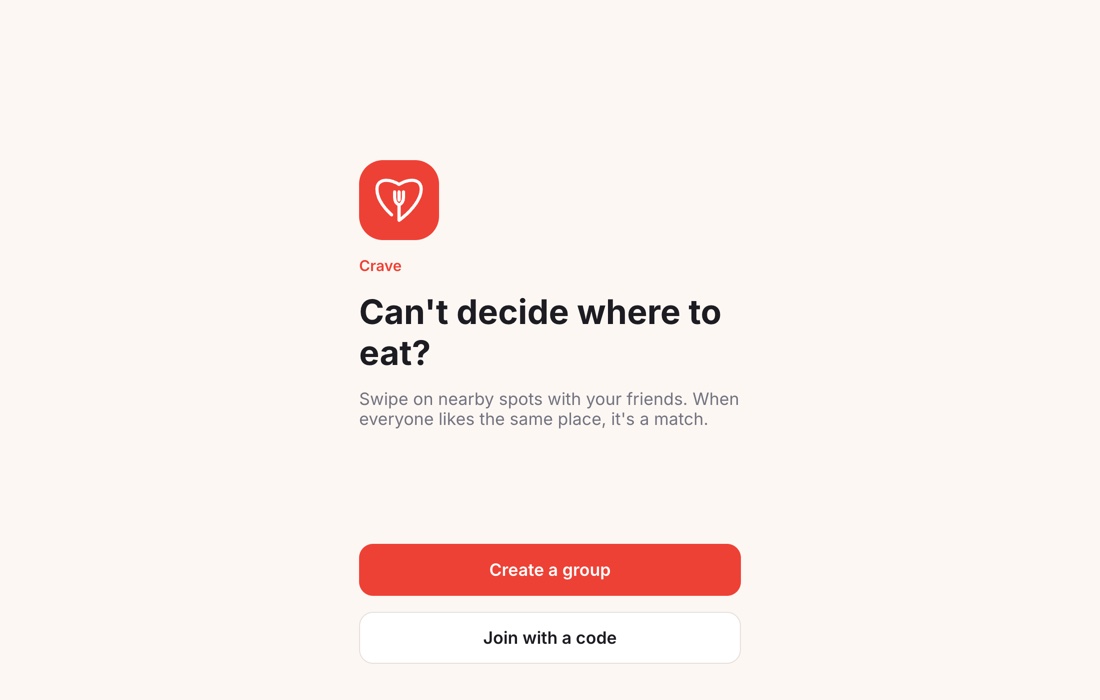 Crave
Can't decide where to
eat?
Swipe on nearby spots with your friends. When
everyone likes the same place, it's a match.
Create a group
Join with a code